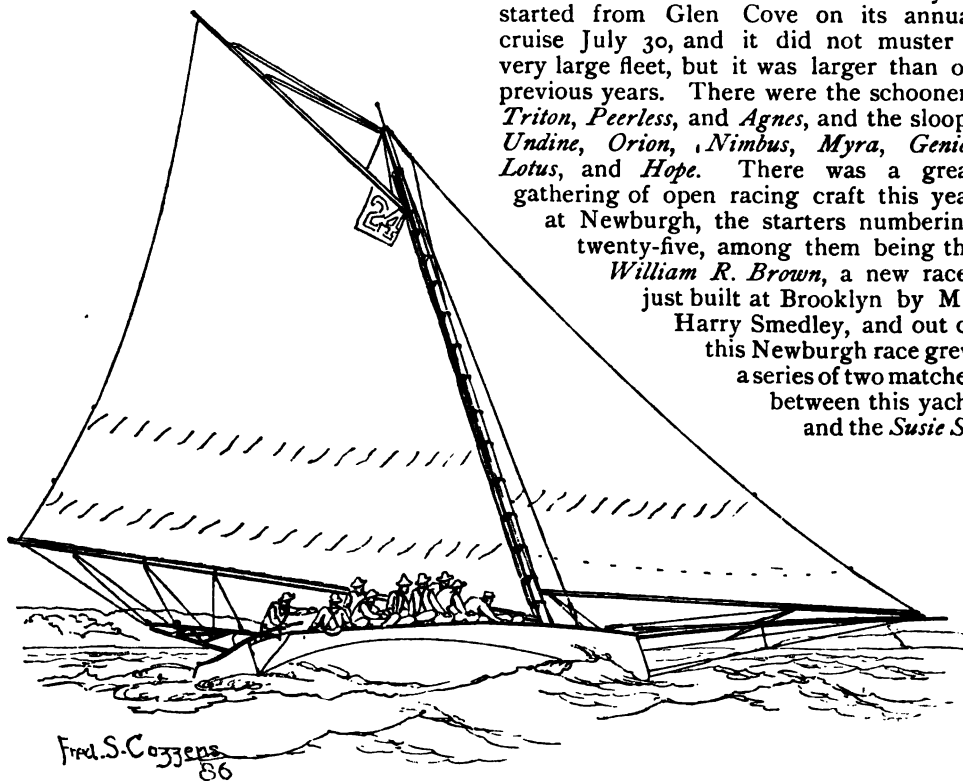 started from Glen Cove on its annua
cruise July 30, and it did not muster
very large fleet, but it was larger than o
previous years. There were the schooner
Triton, Peerless, and Agnes, and the sloop
Undine, Orion, Nimbus, Myra, Genie
Lotus, and Hope. There was a grea
gathering of open racing craft this yea
at Newburgh, the starters numberin
twenty-five, among them being th
William R. Brown, a new race
just built at Brooklyn by M
Harry Smedley, and out o
this Newburgh race grew
a series of two matche
between this yach
and the Susie S
24
Fred. S. Cozzens
86